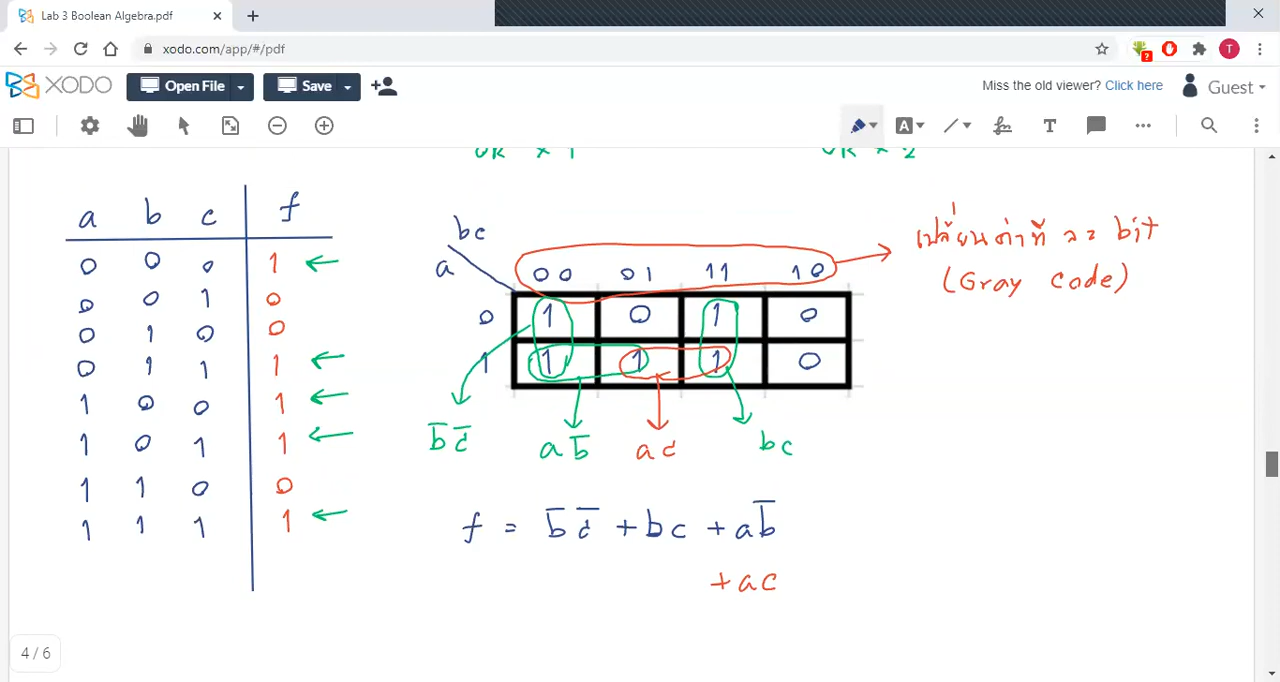 Lab 3 Boolean Algebra.pdf
xodo.com/app/#/pdf
T
XODO
Open File
Save
Miss the old viewer? Click here
Guest
a b c f
0 0 0 1
0 0 1 0
0 1 0 0
0 1 1 1
1 0 0 1
1 0 1 1
1 1 0 0
1 1 1 1
bc
a
00 01 11 10
0 1 0 1 0
1 1 1 1 0
เปลี่ยนค่าทีละ bit
(Gray code)
b̅ c̅ a b̅ a c bc
f = b̅ c̅ + bc + a b̅
+ ac
4 / 6